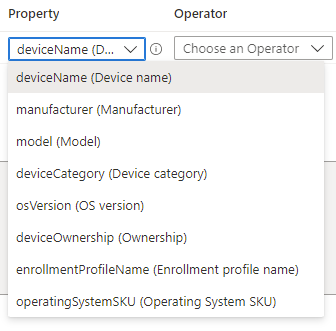 Property Operator
deviceName (D... Choose an Operator
deviceName (Device name)
manufacturer (Manufacturer)
model (Model)
deviceCategory (Device category)
osVersion (OS version)
deviceOwnership (Ownership)
enrollmentProfileName (Enrollment profile name)
operatingSystemSKU (Operating System SKU)